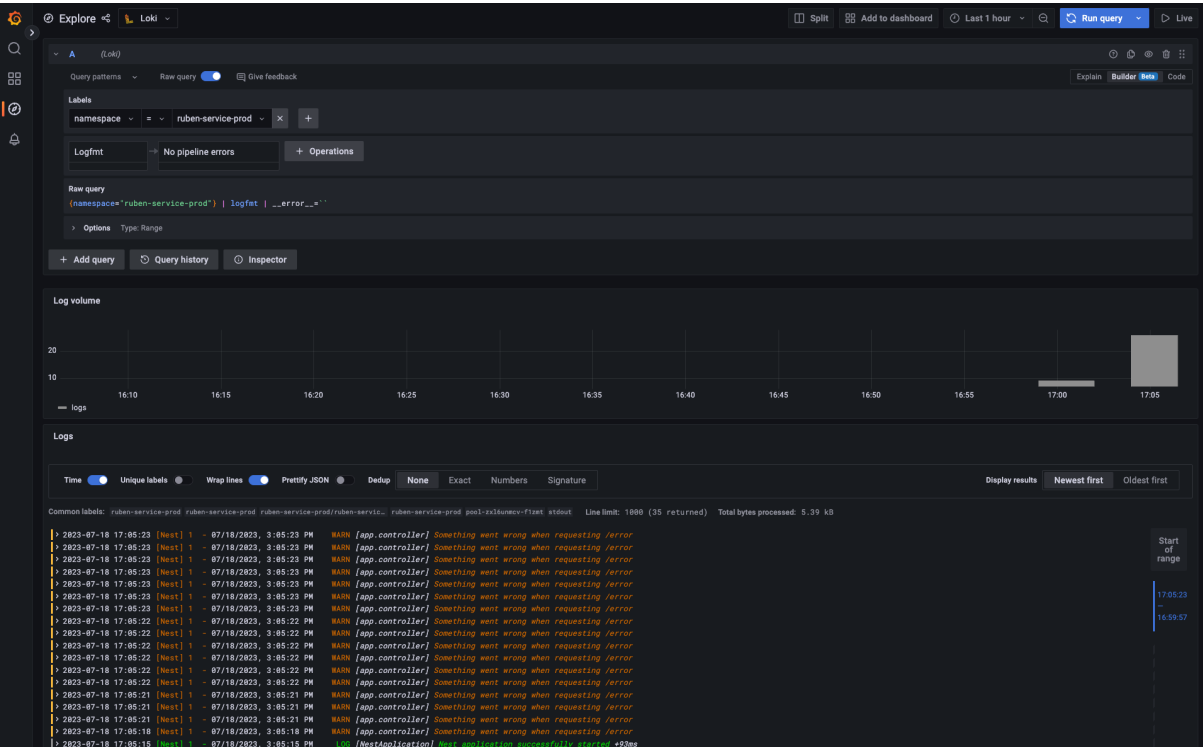 Explore Loki Split Add to dashboard Last 1 hour Run query Live
A (Loki)
Query patterns Raw query Give feedback Explain Builder Beta Code
Labels
namespace = ruben-service-prod × +
Logfmt No pipeline errors + Operations
Raw query
{namespace="ruben-service-prod"} | logfmt | __error__=``
> Options Type: Range
+ Add query Query history Inspector
Log volume
20
10
16:10 16:15 16:20 16:25 16:30 16:35 16:40 16:45 16:50 16:55 17:00 17:05
logs
Logs
Time Unique labels Wrap lines Prettify JSON Dedup None Exact Numbers Signature Display results Newest first Oldest first
Common labels: ruben-service-prod ruben-service-prod ruben-service-prod/ruben-servic… ruben-service-prod pool-zxl6unmcv-f1zmt stdout Line limit: 1000 (35 returned) Total bytes processed: 5.39 kB
> 2023-07-18 17:05:23 [Nest] 1 - 07/18/2023, 3:05:23 PM WARN [app.controller] Something went wrong when requesting /error
> 2023-07-18 17:05:23 [Nest] 1 - 07/18/2023, 3:05:23 PM WARN [app.controller] Something went wrong when requesting /error
> 2023-07-18 17:05:23 [Nest] 1 - 07/18/2023, 3:05:23 PM WARN [app.controller] Something went wrong when requesting /error
> 2023-07-18 17:05:23 [Nest] 1 - 07/18/2023, 3:05:23 PM WARN [app.controller] Something went wrong when requesting /error
> 2023-07-18 17:05:23 [Nest] 1 - 07/18/2023, 3:05:23 PM WARN [app.controller] Something went wrong when requesting /error
> 2023-07-18 17:05:23 [Nest] 1 - 07/18/2023, 3:05:23 PM WARN [app.controller] Something went wrong when requesting /error
> 2023-07-18 17:05:23 [Nest] 1 - 07/18/2023, 3:05:23 PM WARN [app.controller] Something went wrong when requesting /error
> 2023-07-18 17:05:22 [Nest] 1 - 07/18/2023, 3:05:22 PM WARN [app.controller] Something went wrong when requesting /error
> 2023-07-18 17:05:22 [Nest] 1 - 07/18/2023, 3:05:22 PM WARN [app.controller] Something went wrong when requesting /error
> 2023-07-18 17:05:22 [Nest] 1 - 07/18/2023, 3:05:22 PM WARN [app.controller] Something went wrong when requesting /error
> 2023-07-18 17:05:22 [Nest] 1 - 07/18/2023, 3:05:22 PM WARN [app.controller] Something went wrong when requesting /error
> 2023-07-18 17:05:22 [Nest] 1 - 07/18/2023, 3:05:22 PM WARN [app.controller] Something went wrong when requesting /error
> 2023-07-18 17:05:22 [Nest] 1 - 07/18/2023, 3:05:22 PM WARN [app.controller] Something went wrong when requesting /error
> 2023-07-18 17:05:21 [Nest] 1 - 07/18/2023, 3:05:21 PM WARN [app.controller] Something went wrong when requesting /error
> 2023-07-18 17:05:21 [Nest] 1 - 07/18/2023, 3:05:21 PM WARN [app.controller] Something went wrong when requesting /error
> 2023-07-18 17:05:21 [Nest] 1 - 07/18/2023, 3:05:21 PM WARN [app.controller] Something went wrong when requesting /error
> 2023-07-18 17:05:18 [Nest] 1 - 07/18/2023, 3:05:18 PM WARN [app.controller] Something went wrong when requesting /error
> 2023-07-18 17:05:15 [Nest] 1 - 07/18/2023, 3:05:15 PM LOG [NestApplication] Nest application successfully started +93ms
Start
of
range
17:05:23
—
16:59:57